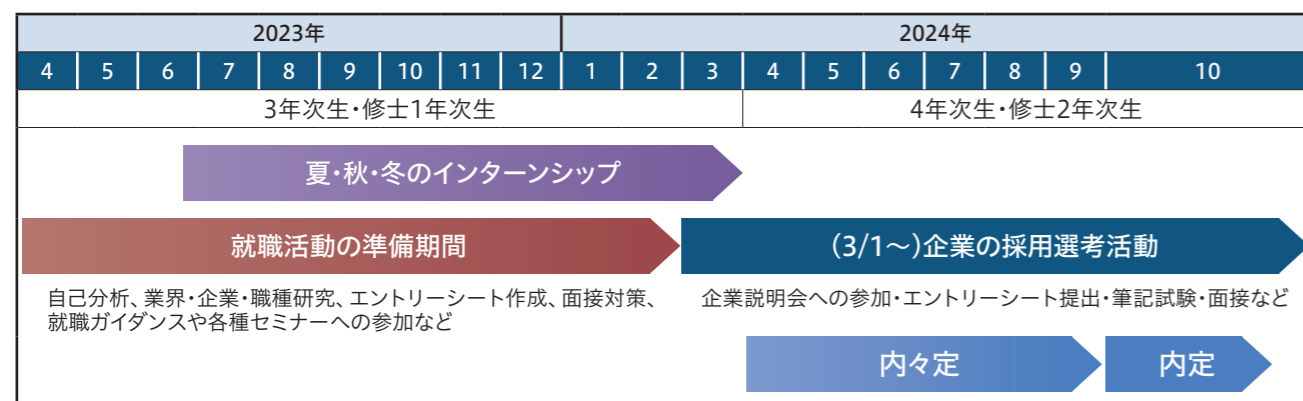 2023年 2024年
4 5 6 7 8 9 10 11 12 1 2 3 4 5 6 7 8 9 10
3年次生・修士1年次生 4年次生・修士2年次生
夏・秋・冬のインターンシップ
就職活動の準備期間 (3/1～)企業の採用選考活動
自己分析、業界・企業・職種研究、エントリーシート作成、面接対策、
就職ガイダンスや各種セミナーへの参加など
企業説明会への参加・エントリーシート提出・筆記試験・面接など
内々定 内定